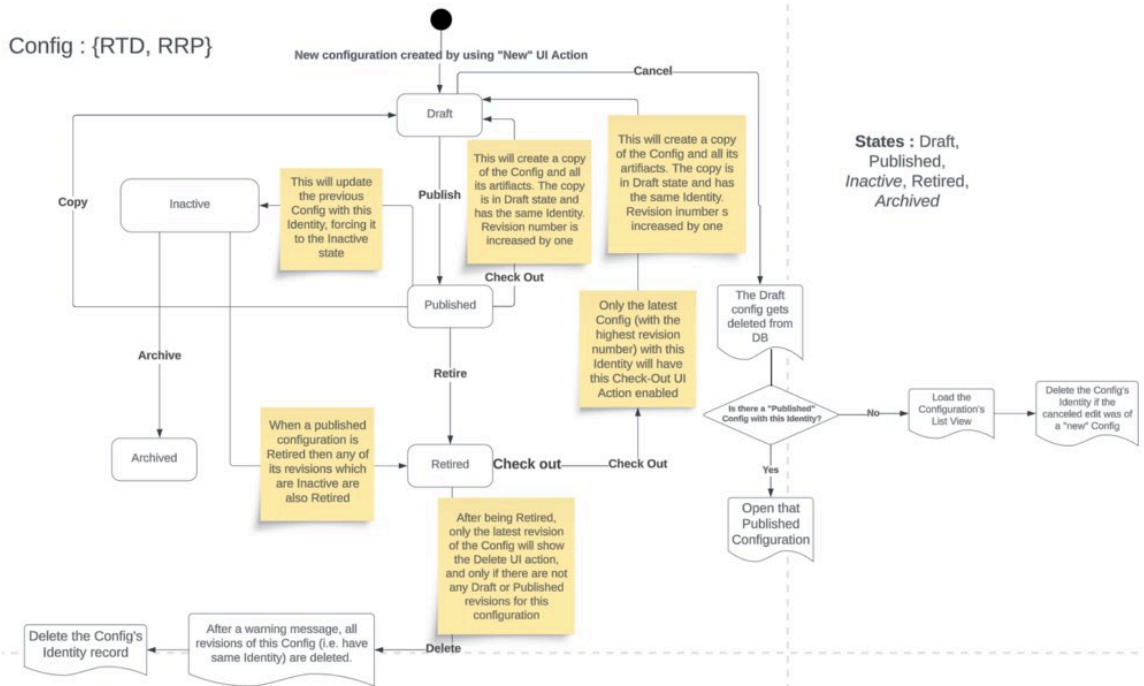 Config : {RTD, RRP}
New configuration created by using "New" UI Action
Cancel
Draft
States : Draft,
Published,
Inactive, Retired,
Archived
This will create a copy
of the Config and all
its artifiacts. The copy
is in Draft state and
has the same Identity.
Revision number is
increased by one
This will create a copy
of the Config and all its
artifiacts. The copy is
in Draft state and has
the same Identity.
Revision inumber s
increased by one
This will update
the previous
Config with this
Identity, forcing it
to the Inactive
state
Copy
Inactive
Publish
Check Out
Published
The Draft
config gets
deleted from
DB
Only the latest
Config (with the
highest revision
number) with this
Identity will have
this Check-Out UI
Action enabled
Archive
Retire
Is there a "Published"
Config with this Identity?
No
Load the
Configuration's
List View
Delete the Config's
Identity if the
canceled edit was of
a "new" Config
When a published
configuration is
Retired then any of
its revisions which
are Inactive are
also Retired
Archived
Retired
Check out
Check Out
Yes
Open that
Published
Configuration
After being Retired,
only the latest revision
of the Config will show
the Delete UI action,
and only if there are not
any Draft or Published
revisions for this
configuration
Delete the Config's
Identity record
After a warning message, all
revisions of this Config (i.e. have
same Identity) are deleted.
Delete